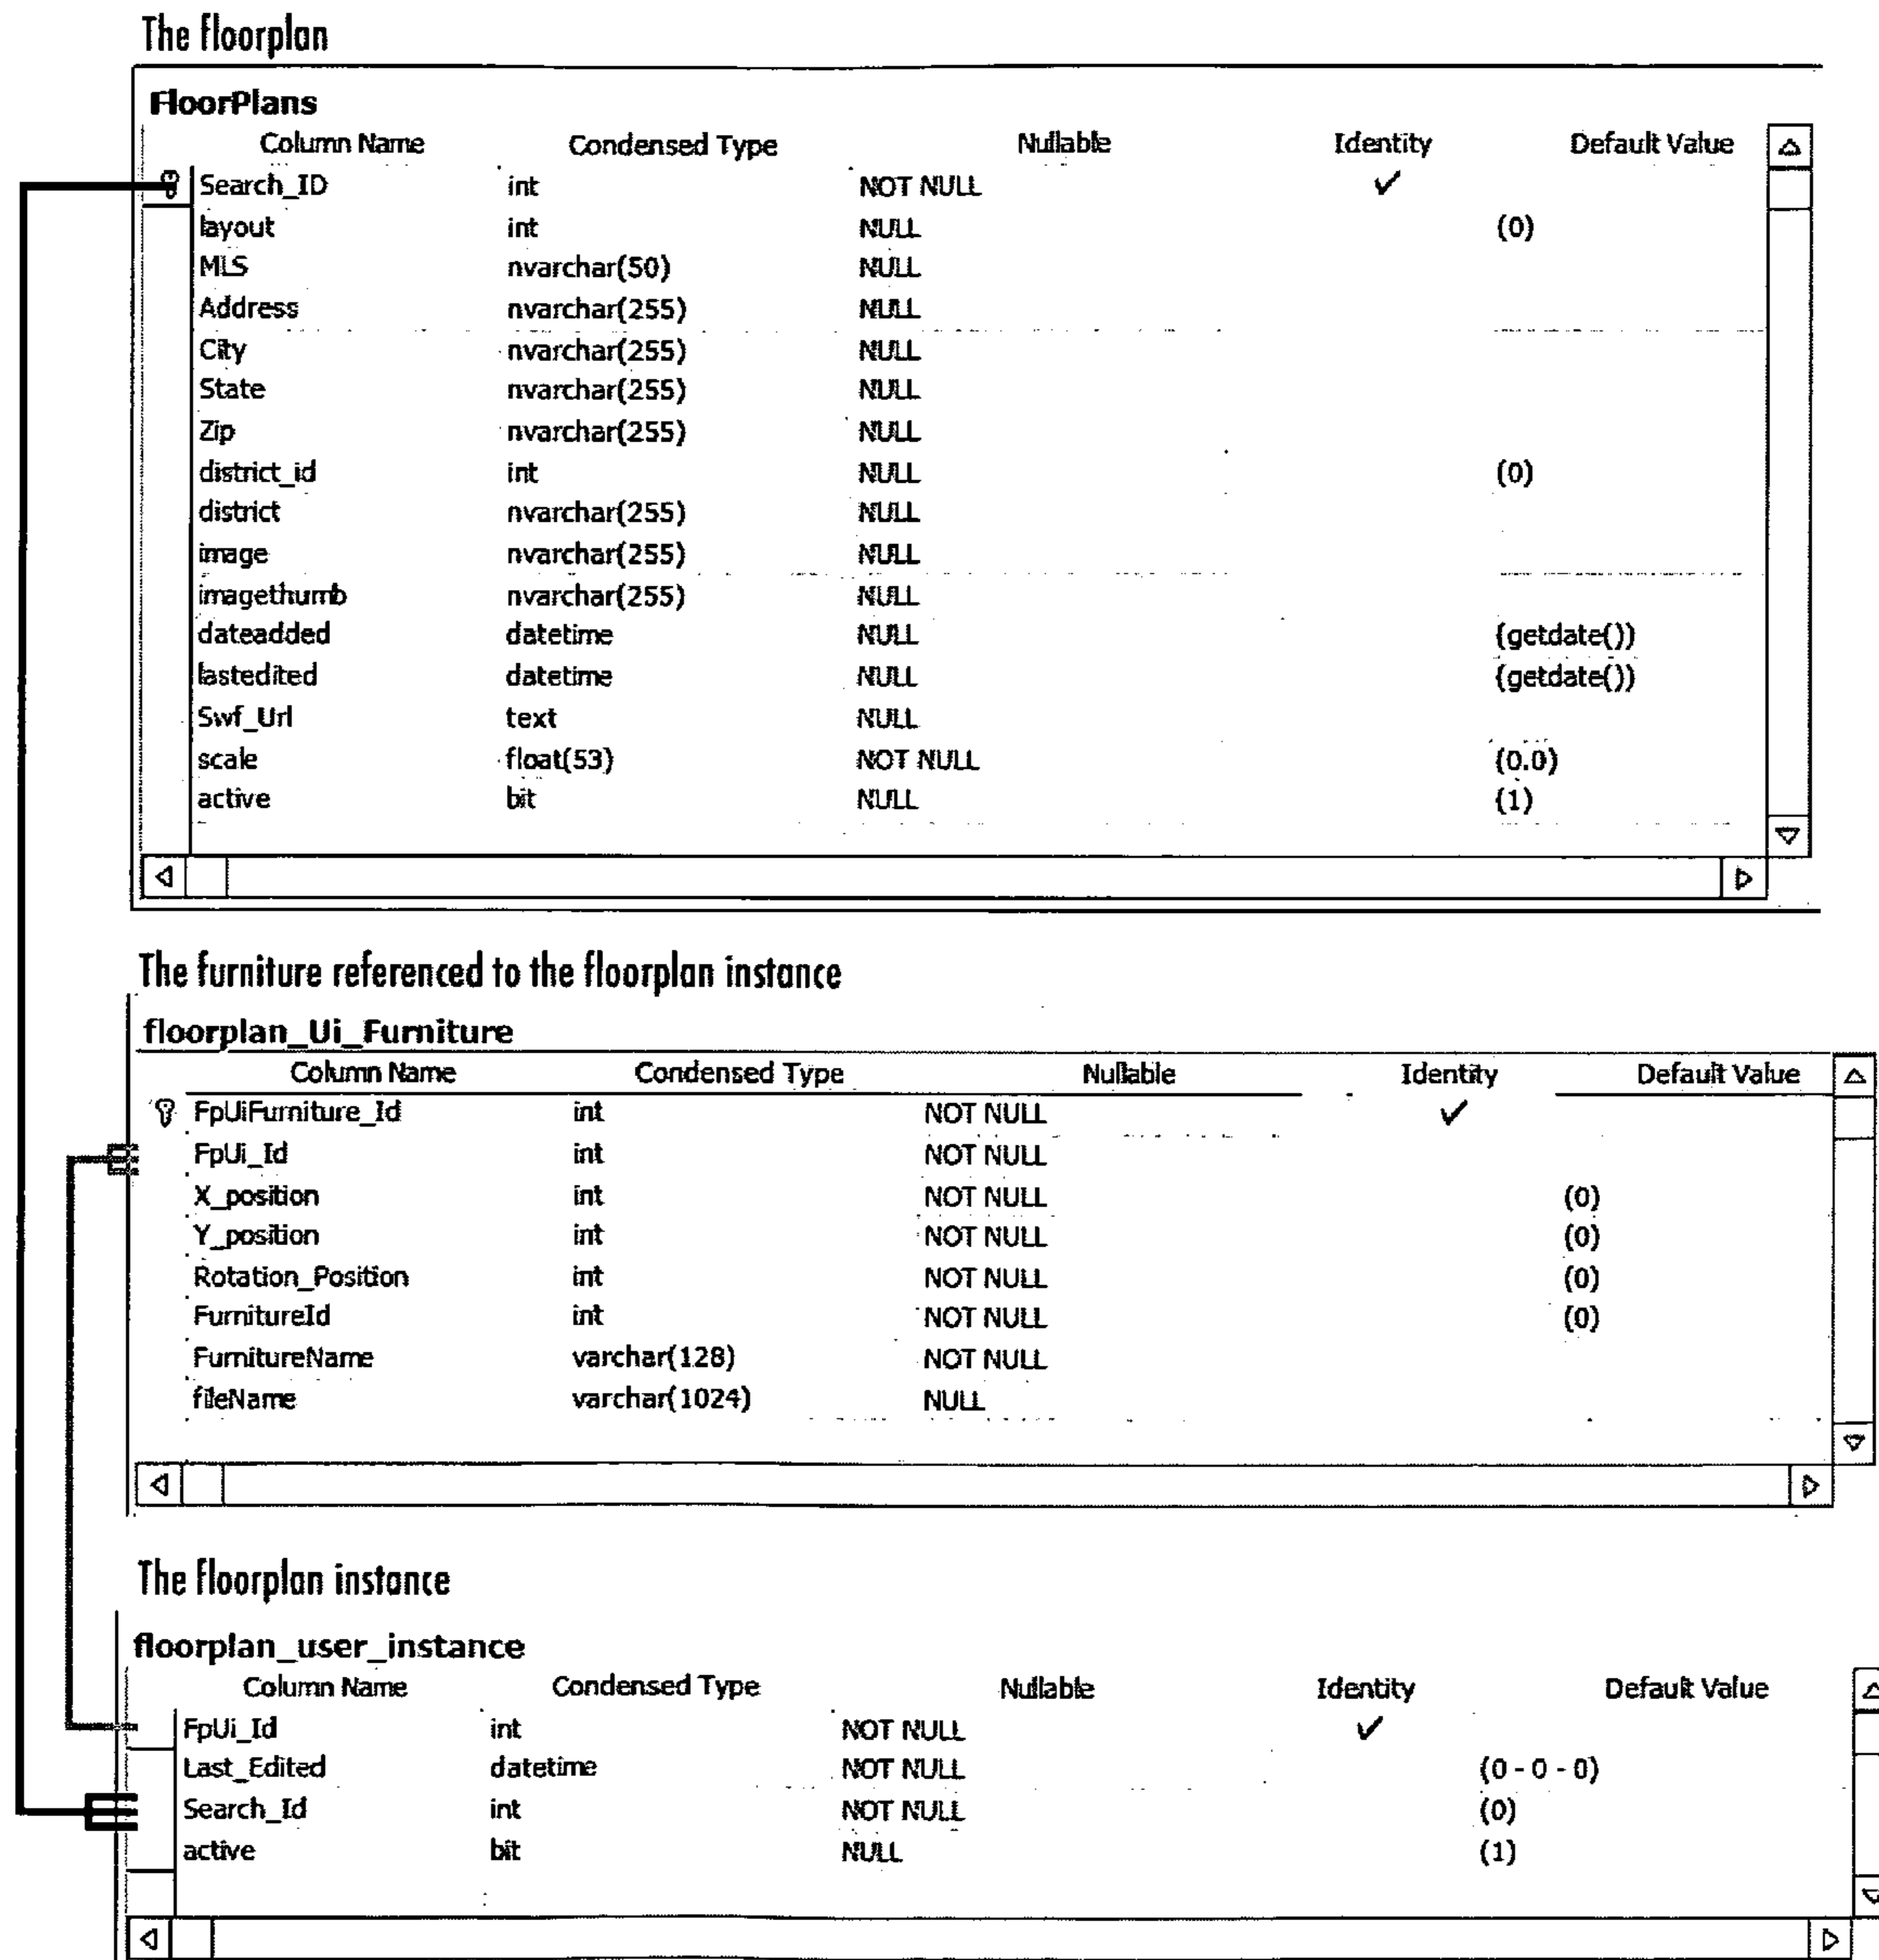 The floorplan
FloorPlans
Column Name Condensed Type Nullable Identity Default Value
Search_ID int NOT NULL ✓
layout int NULL (0)
MLS nvarchar(50) NULL
Address nvarchar(255) NULL
City nvarchar(255) NULL
State nvarchar(255) NULL
Zip nvarchar(255) NULL
district_id int NULL (0)
district nvarchar(255) NULL
image nvarchar(255) NULL
imagethumb nvarchar(255) NULL
dateadded datetime NULL (getdate())
lastedited datetime NULL (getdate())
Swf_Url text NULL
scale float(53) NOT NULL (0.0)
active bit NULL (1)
The furniture referenced to the floorplan instance
floorplan_Ui_Furniture
Column Name Condensed Type Nullable Identity Default Value
FpUiFurniture_Id int NOT NULL ✓
FpUi_Id int NOT NULL
X_position int NOT NULL (0)
Y_position int NOT NULL (0)
Rotation_Position int NOT NULL (0)
FurnitureId int NOT NULL (0)
FurnitureName varchar(128) NOT NULL
fileName varchar(1024) NULL
The floorplan instance
floorplan_user_instance
Column Name Condensed Type Nullable Identity Default Value
FpUi_Id int NOT NULL ✓
Last_Edited datetime NOT NULL (0 - 0 - 0)
Search_Id int NOT NULL (0)
active bit NULL (1)